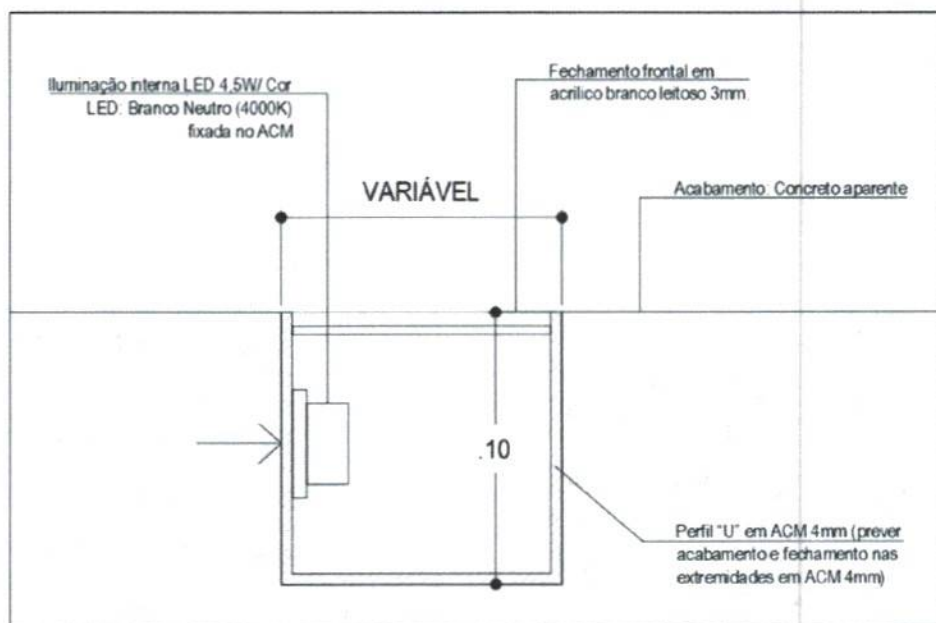 Iluminação interna LED 4,5W/ Cor
LED: Branco Neutro (4000K)
fixada no ACM
Fechamento frontal em
acrílico branco leitoso 3mm.
VARIÁVEL
Acabamento: Concreto aparente
.10
Perfil "U" em ACM 4mm (prever
acabamento e fechamento nas
extremidades em ACM 4mm)